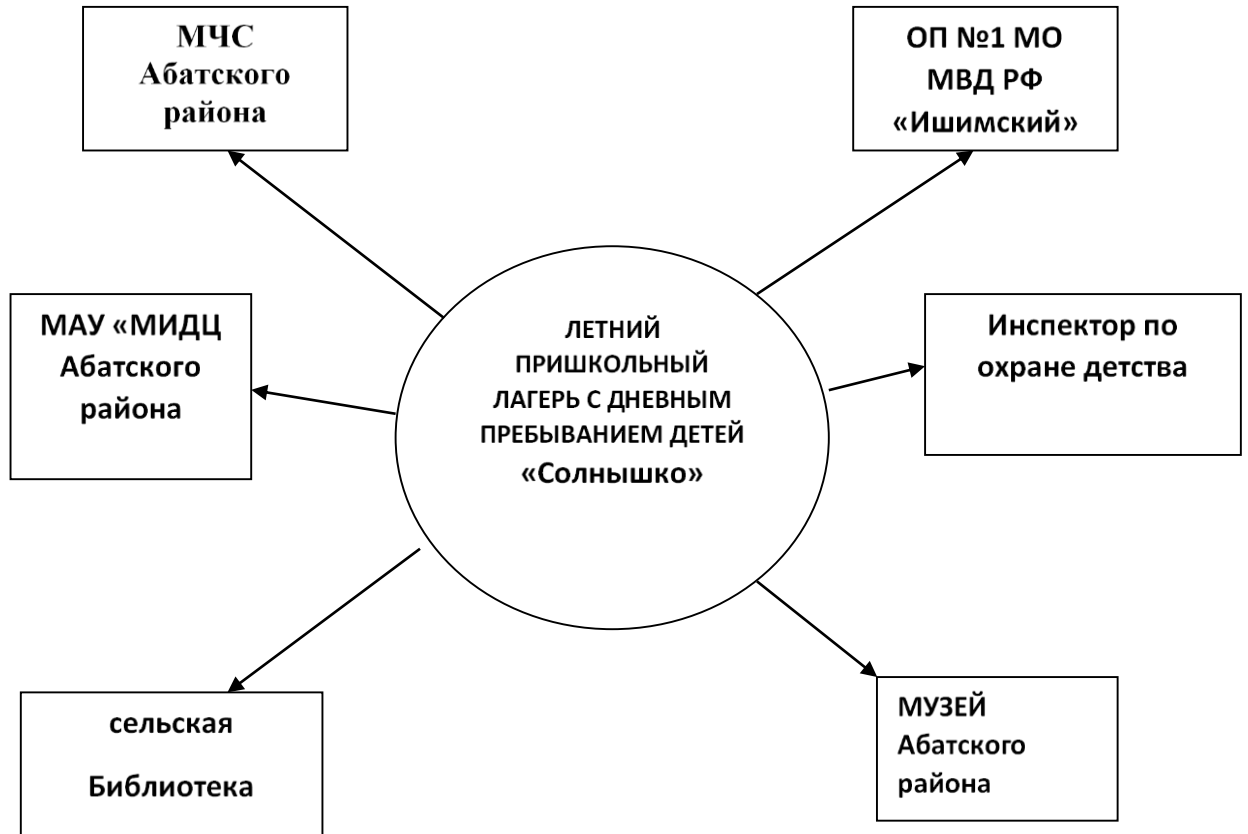 МЧС
Абатского
района
ОП №1 МО
МВД РФ
«Ишимский»
МАУ «МИДЦ
Абатского
района
ЛЕТНИЙ
ПРИШКОЛЬНЫЙ
ЛАГЕРЬ С ДНЕВНЫМ
ПРЕБЫВАНИЕМ ДЕТЕЙ
«Солнышко»
Инспектор по
охране детства
сельская
Библиотека
МУЗЕЙ
Абатского
района